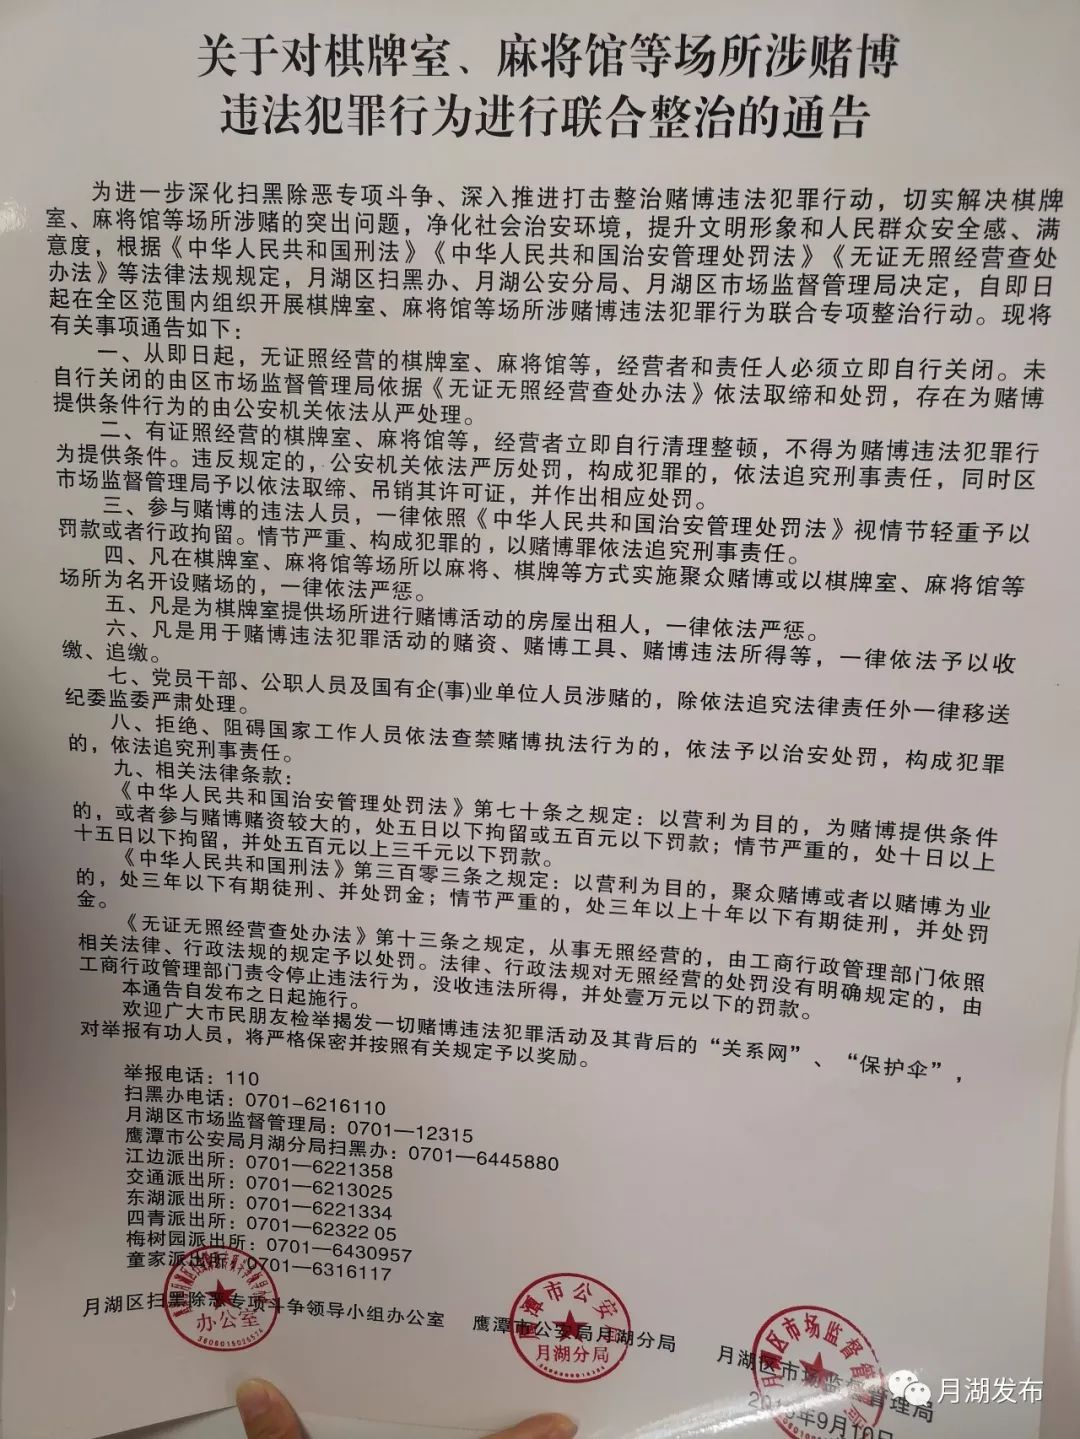 关于对棋牌室、麻将馆等场所涉赌博
违法犯罪行为进行联合整治的通告
为进一步深化扫黑除恶专项斗争、深入推进打击整治赌博违法犯罪行动，切实解决棋牌
室、麻将馆等场所涉赌的突出问题，净化社会治安环境，提升文明形象和人民群众安全感、满
意度，根据《中华人民共和国刑法》《中华人民共和国治安管理处罚法》《无证无照经营查处
办法》等法律法规规定，月湖区扫黑办、月湖公安分局、月湖区市场监督管理局决定，自即日
起在全区范围内组织开展棋牌室、麻将馆等场所涉赌博违法犯罪行为联合专项整治行动。现将
有关事项通告如下：
一、从即日起，无证照经营的棋牌室、麻将馆等，经营者和责任人必须立即自行关闭。未
自行关闭的由区市场监督管理局依据《无证无照经营查处办法》依法取缔和处罚，存在为赌博
提供条件行为的由公安机关依法从严处理。
二、有证照经营的棋牌室、麻将馆等，经营者立即自行清理整顿，不得为赌博违法犯罪行
为提供条件。违反规定的，公安机关依法严厉处罚，构成犯罪的，依法追究刑事责任，同时区
市场监督管理局予以依法取缔、吊销其许可证，并作出相应处罚。
三、参与赌博的违法人员，一律依照《中华人民共和国治安管理处罚法》视情节轻重予以
罚款或者行政拘留。情节严重、构成犯罪的，以赌博罪依法追究刑事责任。
四、凡在棋牌室、麻将馆等场所以麻将、棋牌等方式实施聚众赌博或以棋牌室、麻将馆等
场所为名开设赌场的，一律依法严惩。
五、凡是为棋牌室提供场所进行赌博活动的房屋出租人，一律依法严惩。
六、凡是用于赌博违法犯罪活动的赌资、赌博工具、赌博违法所得等，一律依法予以收
缴、追缴。
七、党员干部、公职人员及国有企(事)业单位人员涉赌的，除依法追究法律责任外一律移送
纪委监委严肃处理。
八、拒绝、阻碍国家工作人员依法查禁赌博执法行为的，依法予以治安处罚，构成犯罪
的，依法追究刑事责任。
九、相关法律条款：
《中华人民共和国治安管理处罚法》第七十条之规定：以营利为目的，为赌博提供条件
的，或者参与赌博赌资较大的，处五日以下拘留或五百元以下罚款；情节严重的，处十日以上
十五日以下拘留，并处五百元以上三千元以下罚款。
《中华人民共和国刑法》第三百零三条之规定：以营利为目的，聚众赌博或者以赌博为业
的，处三年以下有期徒刑、并处罚金；情节严重的，处三年以上十年以下有期徒刑，并处罚
金。
《无证无照经营查处办法》第十三条之规定，从事无照经营的，由工商行政管理部门依照
相关法律、行政法规的规定予以处罚。法律、行政法规对无照经营的处罚没有明确规定的，由
工商行政管理部门责令停止违法行为，没收违法所得，并处壹万元以下的罚款。
本通告自发布之日起施行。
欢迎广大市民朋友检举揭发一切赌博违法犯罪活动及其背后的“关系网”、“保护伞”，
对举报有功人员，将严格保密并按照有关规定予以奖励。
举报电话：110
扫黑办电话：0701-6216110
月湖区市场监督管理局：0701—12315
鹰潭市公安局月湖分局扫黑办：0701—6445880
江边派出所：0701—6221358
交通派出所：0701—6213025
东湖派出所：0701—6221334
四青派出所：0701—62322 05
梅树园派出所：0701—6430957
童家派出所：0701—6316117
月湖区扫黑除恶专项斗争领导小组办公室
办公室
鹰潭市公安局月湖分局
鹰潭市公安局
月湖分局
月湖区市场监督管理局
月湖区市场监督管
年9月10日
月湖发布